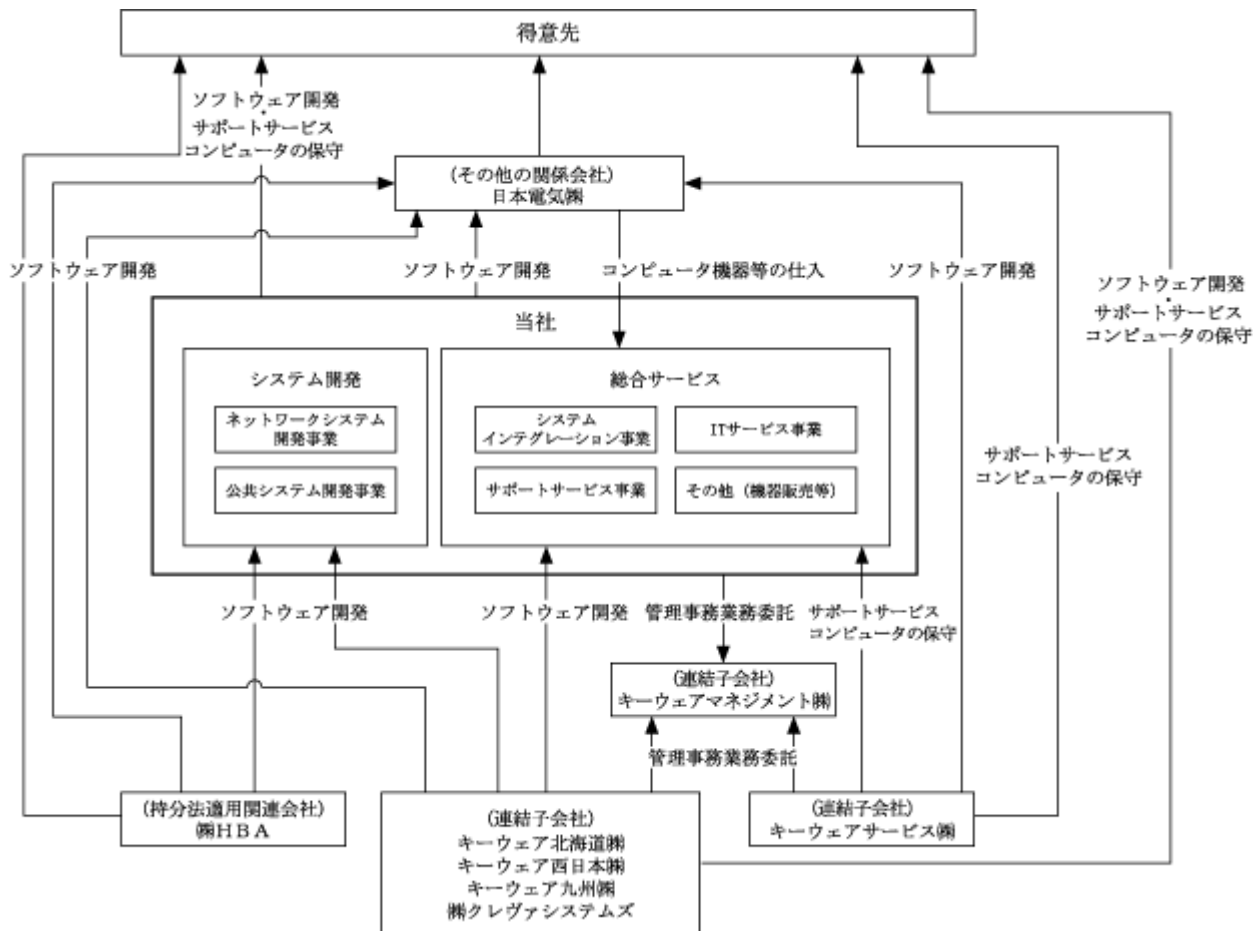 得意先
ソフトウェア開発
・
サポートサービス
コンピュータの保守
(その他の関係会社)
日本電気㈱
ソフトウェア開発
ソフトウェア開発
コンピュータ機器等の仕入
ソフトウェア開発
ソフトウェア開発
・
サポートサービス
コンピュータの保守
当社
システム開発
ネットワークシステム
開発事業
公共システム開発事業
総合サービス
システム
インテグレーション事業
ITサービス事業
サポートサービス事業
その他（機器販売等）
サポートサービス
コンピュータの保守
ソフトウェア開発
ソフトウェア開発
管理事務業務委託
サポートサービス
コンピュータの保守
(連結子会社)
キーウェアマネジメント㈱
管理事務業務委託
(持分法適用関連会社)
㈱ＨＢＡ
(連結子会社)
キーウェア北海道㈱
キーウェア西日本㈱
キーウェア九州㈱
㈱クレヴァシステムズ
(連結子会社)
キーウェアサービス㈱